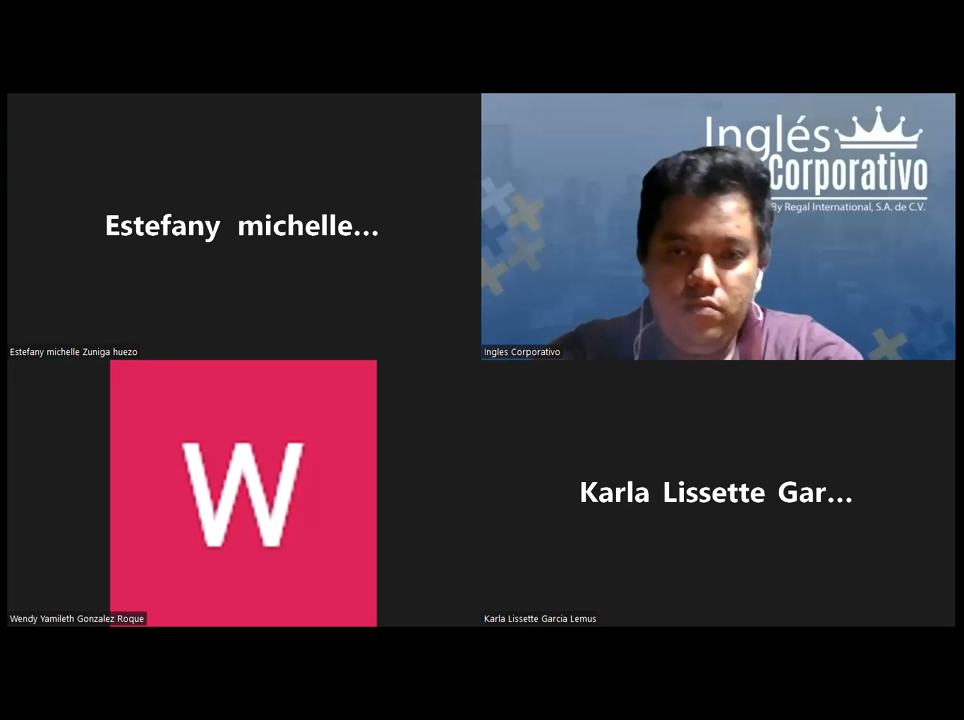 Estefany michelle...
Estefany michelle Zuniga huezo
Inglés
Corporativo
By Regal International, S.A. de C.V.
Ingles Corporativo
W
Wendy Yamileth Gonzalez Roque
Karla Lissette Gar...
Karla Lissette Garcia Lemus